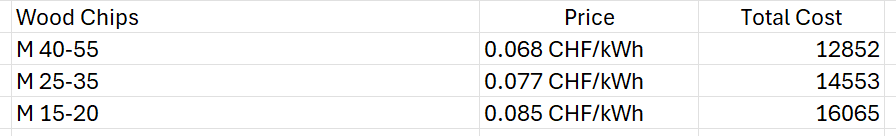 Wood Chips Price Total Cost
M 40-55 0.068 CHF/kWh 12852
M 25-35 0.077 CHF/kWh 14553
M 15-20 0.085 CHF/kWh 16065